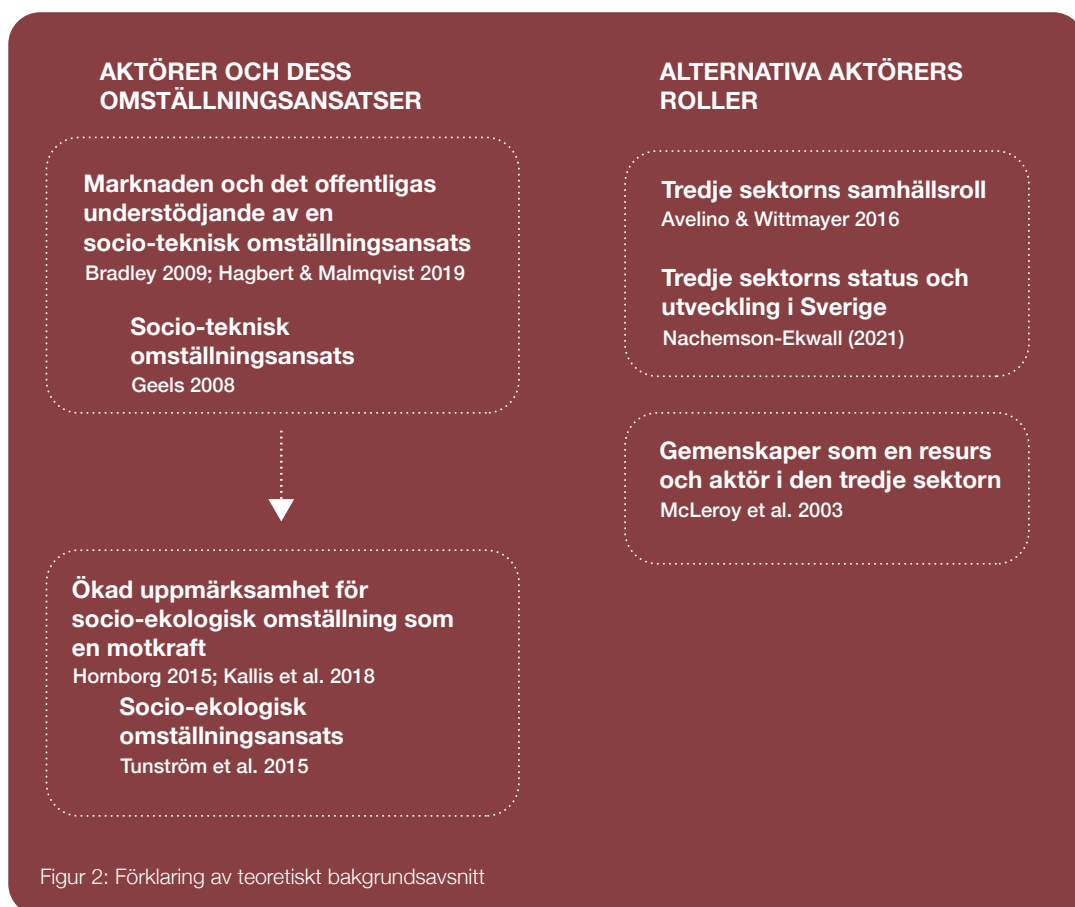 AKTÖRER OCH DESS
OMSTÄLLNINGSANSATSER
Marknaden och det offentligas
understödjande av en
socio-teknisk omställningsansats
Bradley 2009; Hagbert & Malmqvist 2019
Socio-teknisk
omställningsansats
Geels 2008
Ökad uppmärksamhet för
socio-ekologisk omställning som
en motkraft
Hornborg 2015; Kallis et al. 2018
Socio-ekologisk
omställningsansats
Tunström et al. 2015
ALTERNATIVA AKTÖRERS
ROLLER
Tredje sektorns samhällsroll
Avelino & Wittmayer 2016
Tredje sektorns status och
utveckling i Sverige
Nachemson-Ekwall (2021)
Gemenskaper som en resurs
och aktör i den tredje sektorn
McLeroy et al. 2003
Figur 2: Förklaring av teoretiskt bakgrundsavsnitt